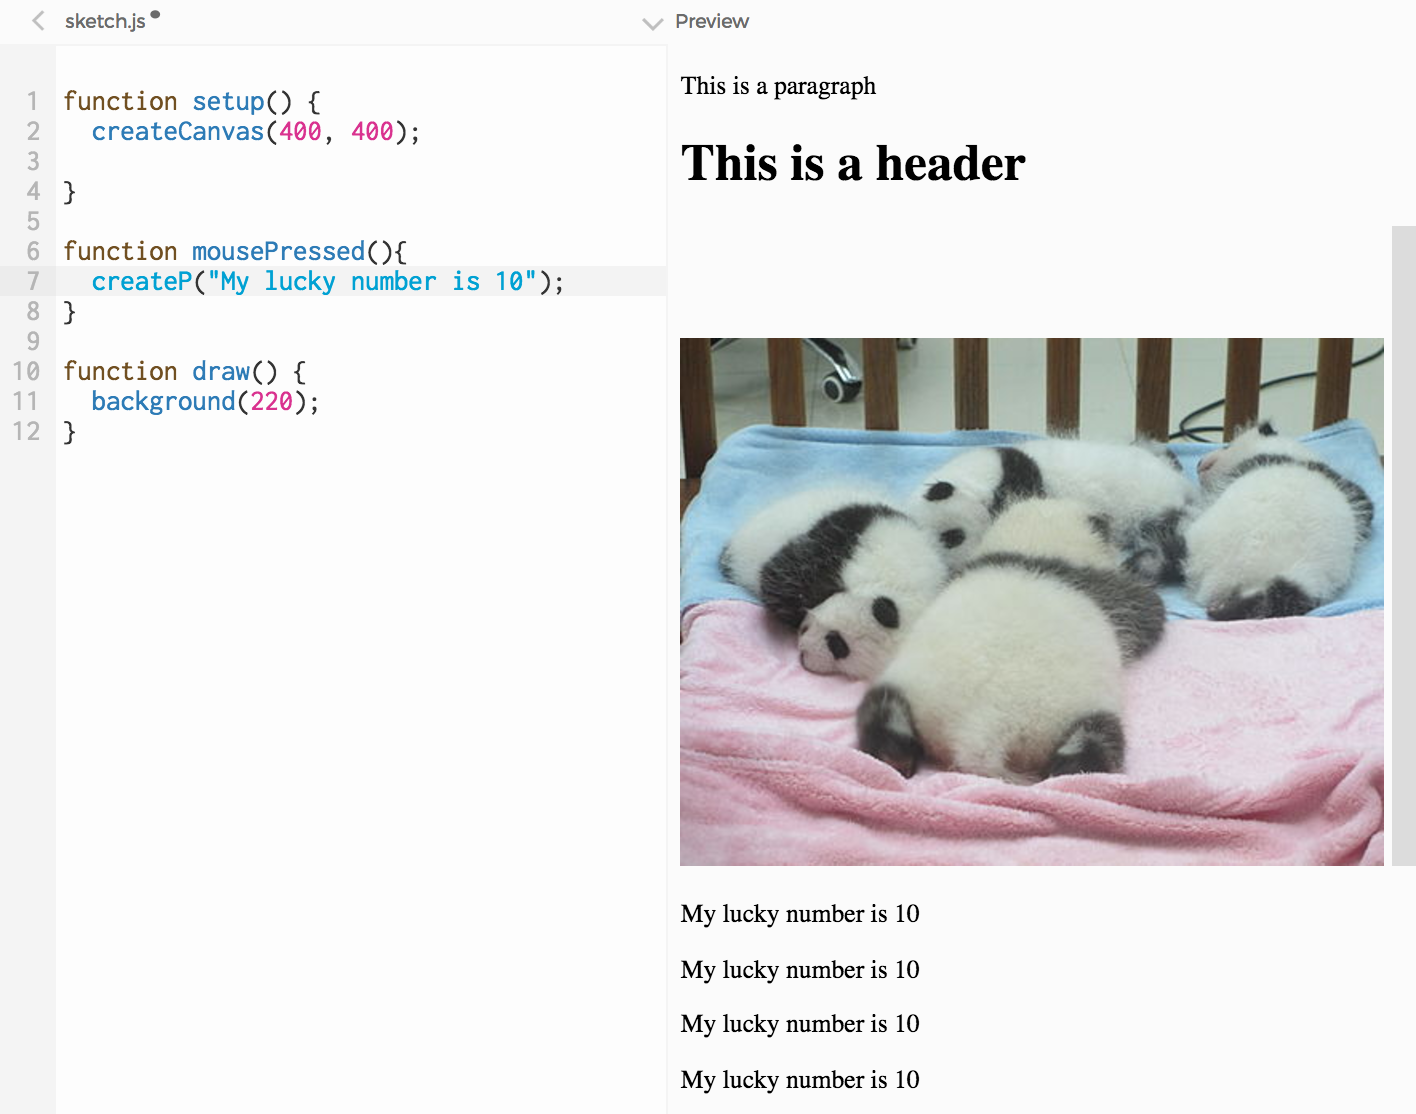 sketch.js
Preview
1 function setup() {
2   createCanvas(400, 400);
3
4 }
5
6 function mousePressed(){
7   createP("My lucky number is 10");
8 }
9
10 function draw() {
11   background(220);
12 }
This is a paragraph
This is a header
My lucky number is 10
My lucky number is 10
My lucky number is 10
My lucky number is 10